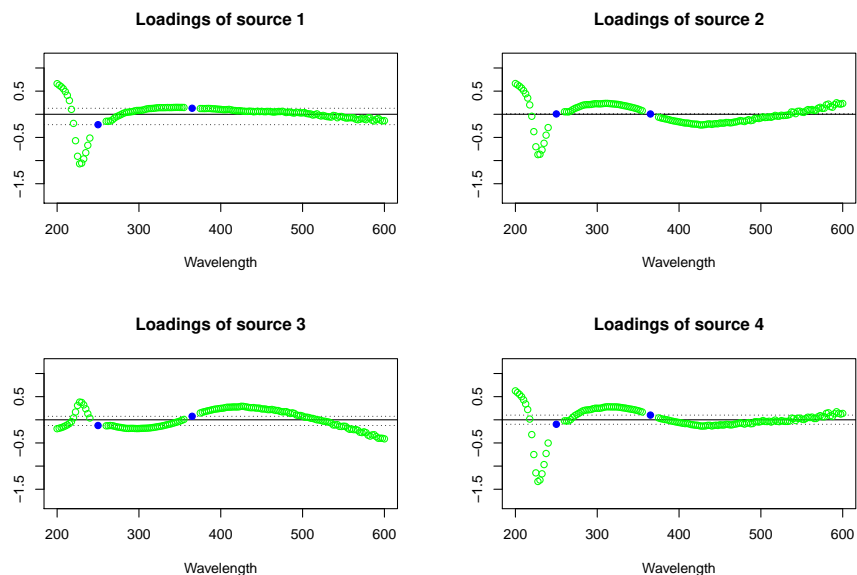 Loadings of source 1
0.5
−0.5
−1.5
200 300 400 500 600
Wavelength
Loadings of source 2
0.5
−0.5
−1.5
200 300 400 500 600
Wavelength
Loadings of source 3
0.5
−0.5
−1.5
200 300 400 500 600
Wavelength
Loadings of source 4
0.5
−0.5
−1.5
200 300 400 500 600
Wavelength